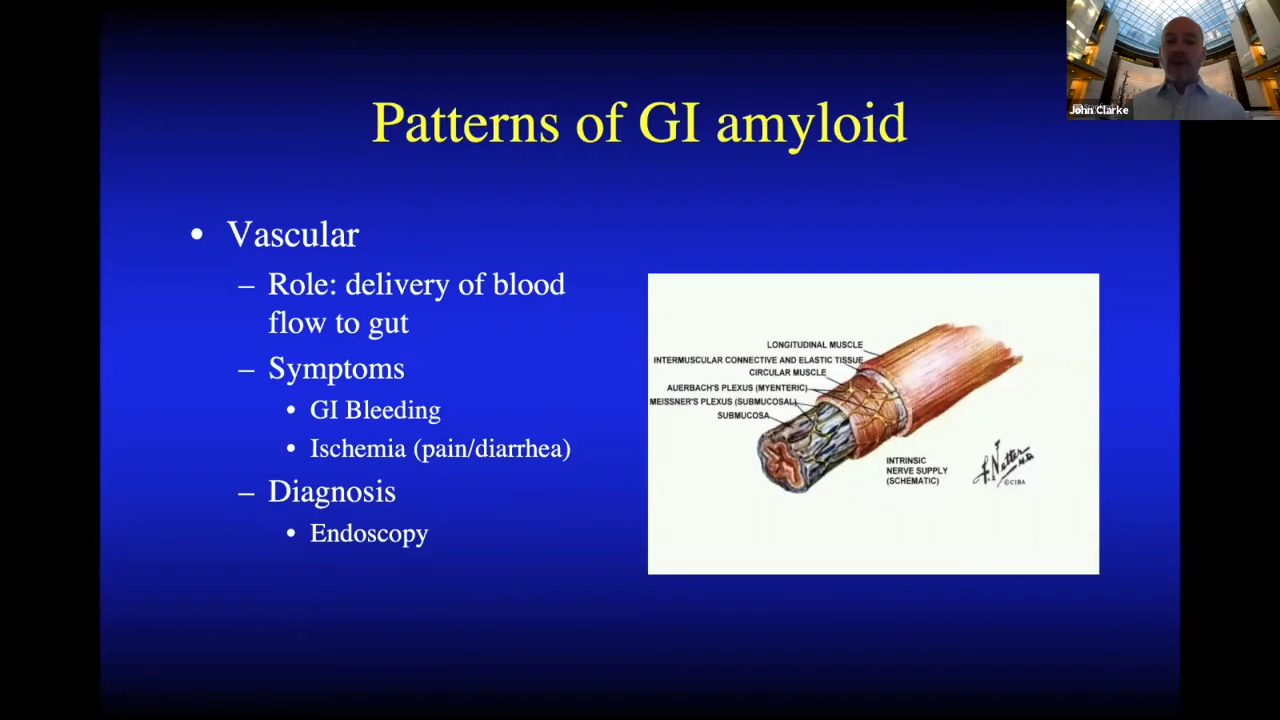 John Clarke
Patterns of GI amyloid
• Vascular
– Role: delivery of blood
flow to gut
– Symptoms
• GI Bleeding
• Ischemia (pain/diarrhea)
– Diagnosis
• Endoscopy
LONGITUDINAL MUSCLE
INTERMUSCULAR CONNECTIVE AND ELASTIC TISSUE
CIRCULAR MUSCLE
AUERBACH'S PLEXUS (MYENTERIC)
MEISSNER'S PLEXUS (SUBMUCOSAL)
SUBMUCOSA
INTRINSIC
NERVE SUPPLY
(SCHEMATIC)
F. Netter
M.D.
©CIBA